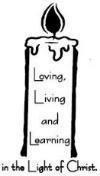 Loving,
Living
and
Learning
in the Light of Christ.